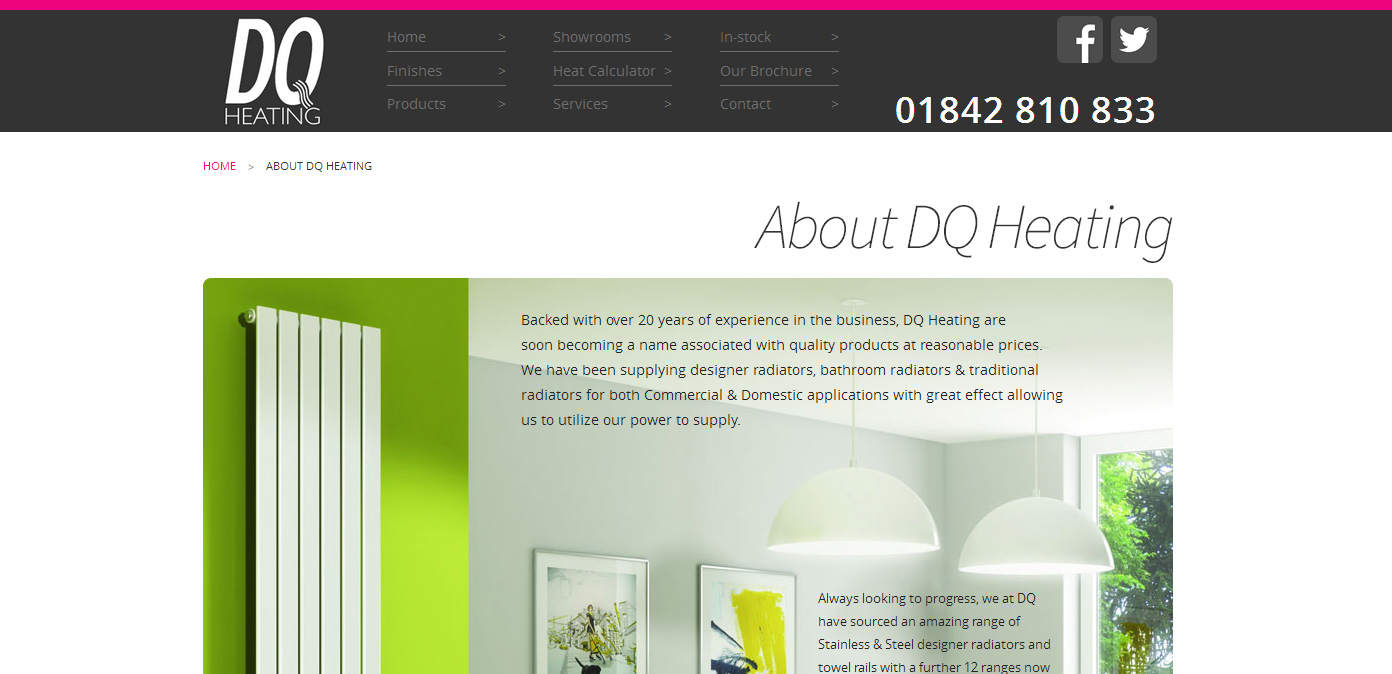 DQ
HEATING
Home >
Finishes >
Products >
Showrooms >
Heat Calculator >
Services >
In-stock >
Our Brochure >
Contact >
01842 810 833
HOME > ABOUT DQ HEATING
About DQ Heating
Backed with over 20 years of experience in the business, DQ Heating are
soon becoming a name associated with quality products at reasonable prices.
We have been supplying designer radiators, bathroom radiators & traditional
radiators for both Commercial & Domestic applications with great effect allowing
us to utilize our power to supply.
Always looking to progress, we at DQ
have sourced an amazing range of
Stainless & Steel designer radiators and
towel rails with a further 12 ranges now